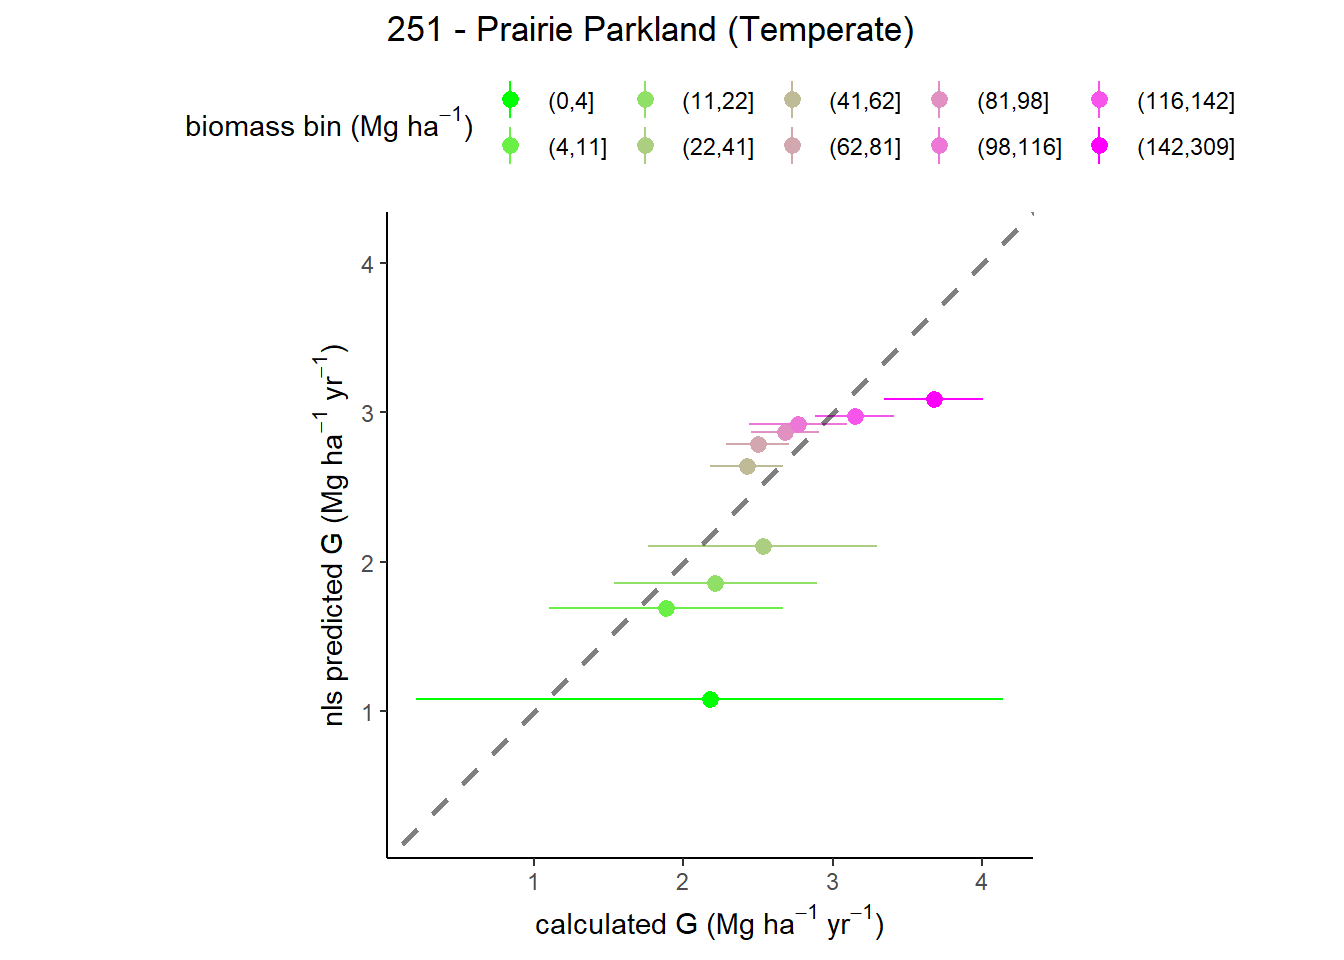 251 - Prairie Parkland (Temperate)
biomass bin (Mg ha⁻¹)
(0,4] (11,22] (41,62] (81,98] (116,142]
(4,11] (22,41] (62,81] (98,116] (142,309]
nls predicted G (Mg ha⁻¹ yr⁻¹)
4
3
2
1
1 2 3 4
calculated G (Mg ha⁻¹ yr⁻¹)